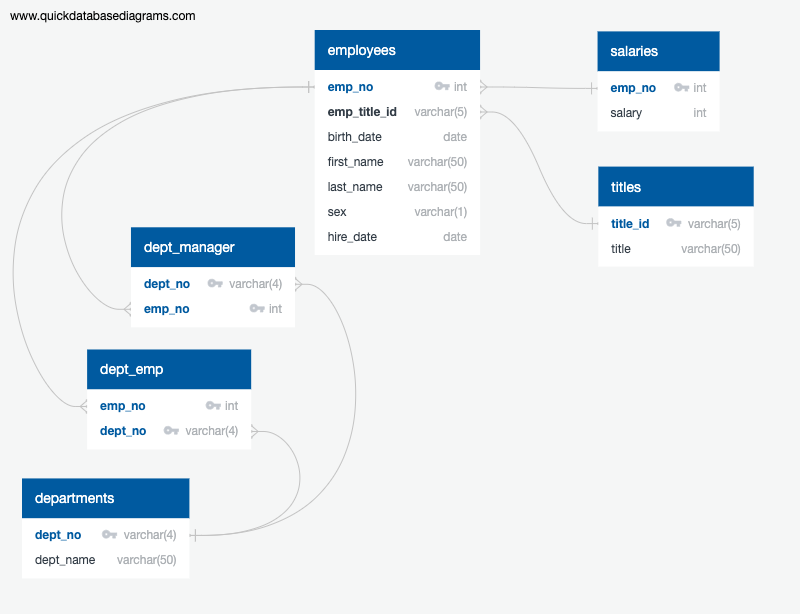 www.quickdatabasediagrams.com
employees
emp_no int
emp_title_id varchar(5)
birth_date date
first_name varchar(50)
last_name varchar(50)
sex varchar(1)
hire_date date
salaries
emp_no int
salary int
titles
title_id varchar(5)
title varchar(50)
dept_manager
dept_no varchar(4)
emp_no int
dept_emp
emp_no int
dept_no varchar(4)
departments
dept_no varchar(4)
dept_name varchar(50)